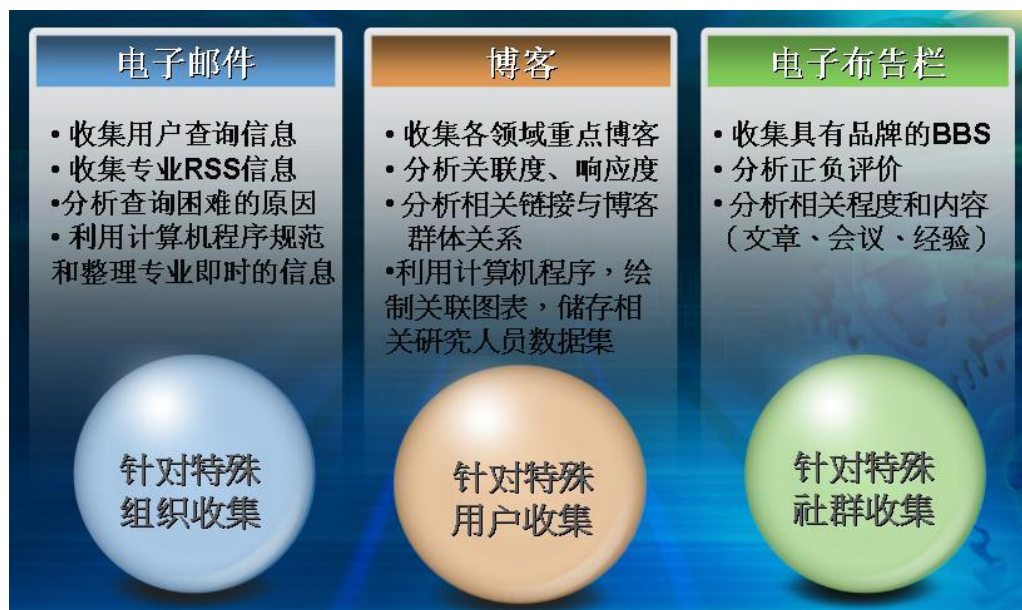 电子邮件
• 收集用户查询信息
• 收集专业RSS信息
•分析查询困难的原因
• 利用计算机程序规范
和整理专业即时的信息
针对特殊
组织收集
博客
• 收集各领域重点博客
• 分析关联度、响应度
• 分析相关链接与博客
群体关系
•利用计算机程序，绘
制关联图表，储存相
关研究人员数据集
针对特殊
用户收集
电子布告栏
• 收集具有品牌的BBS
• 分析正负评价
• 分析相关程度和内容
（文章、会议、经验）
针对特殊
社群收集